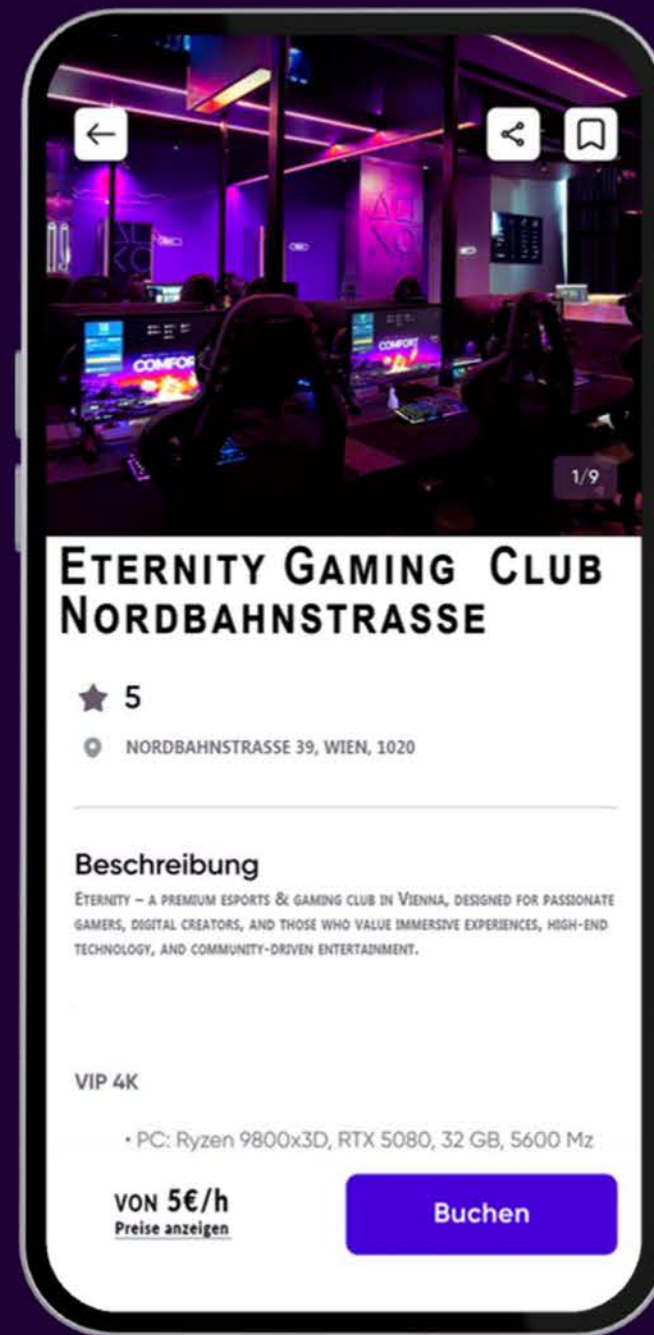 COMFOR
COMFORT
1/9
ETERNITY GAMING CLUB
NORDBAHNSTRASSE
5
NORDBAHNSTRASSE 39, WIEN, 1020
Beschreibung
ETERNITY – A PREMIUM ESPORTS & GAMING CLUB IN VIENNA, DESIGNED FOR PASSIONATE
GAMERS, DIGITAL CREATORS, AND THOSE WHO VALUE IMMERSIVE EXPERIENCES, HIGH-END
TECHNOLOGY, AND COMMUNITY-DRIVEN ENTERTAINMENT.
VIP 4K
• PC: Ryzen 9800x3D, RTX 5080, 32 GB, 5600 Mz
VON 5€/h
Preise anzeigen
Buchen